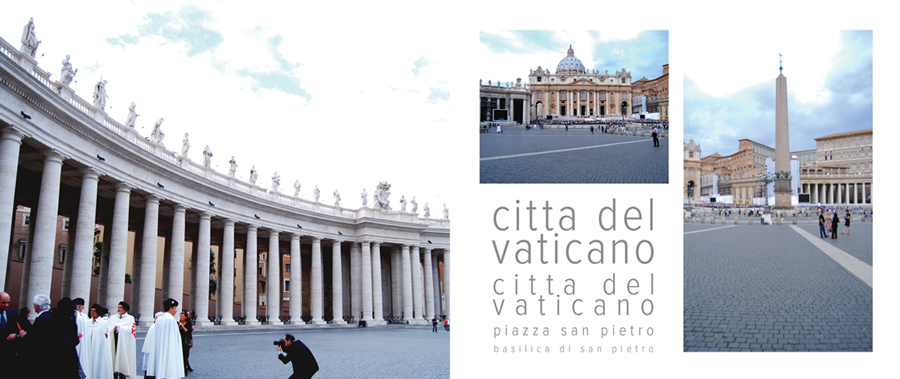 citta del
vaticano
citta del
vaticano
piazza san pietro
basilica di san pietro